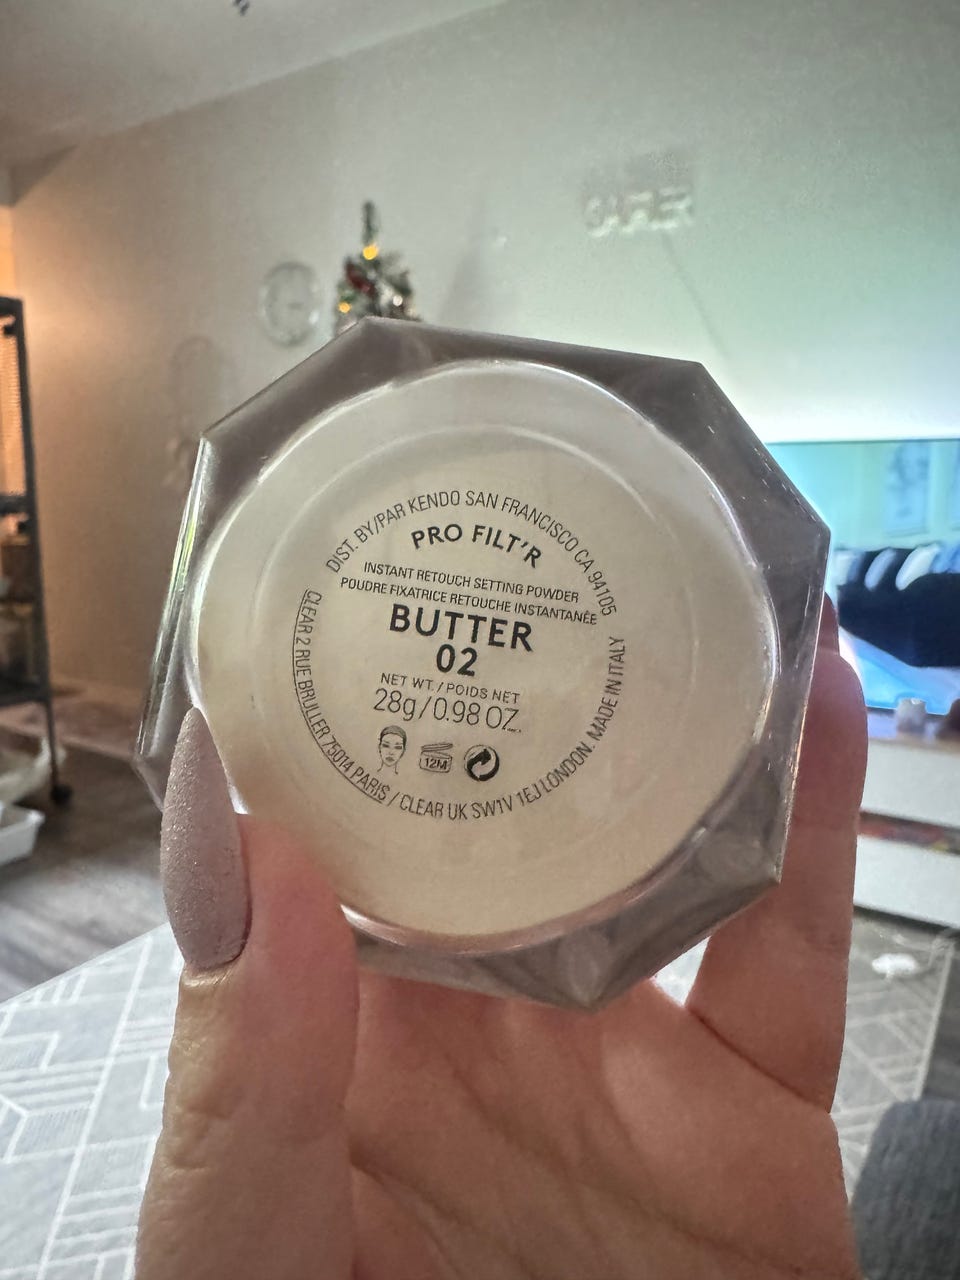 DIST. BY/PAR KENDO SAN FRANCISCO CA 94105
PRO FILT'R
INSTANT RETOUCH SETTING POWDER
POUDRE FIXATRICE RETOUCHE INSTANTANÉE
BUTTER
02
NET WT. / POIDS NET
28g/0.98 OZ.
12M
CLEAR 2 RUE BRULLER 75014 PARIS / CLEAR UK SW1V 1EJ LONDON. MADE IN ITALY